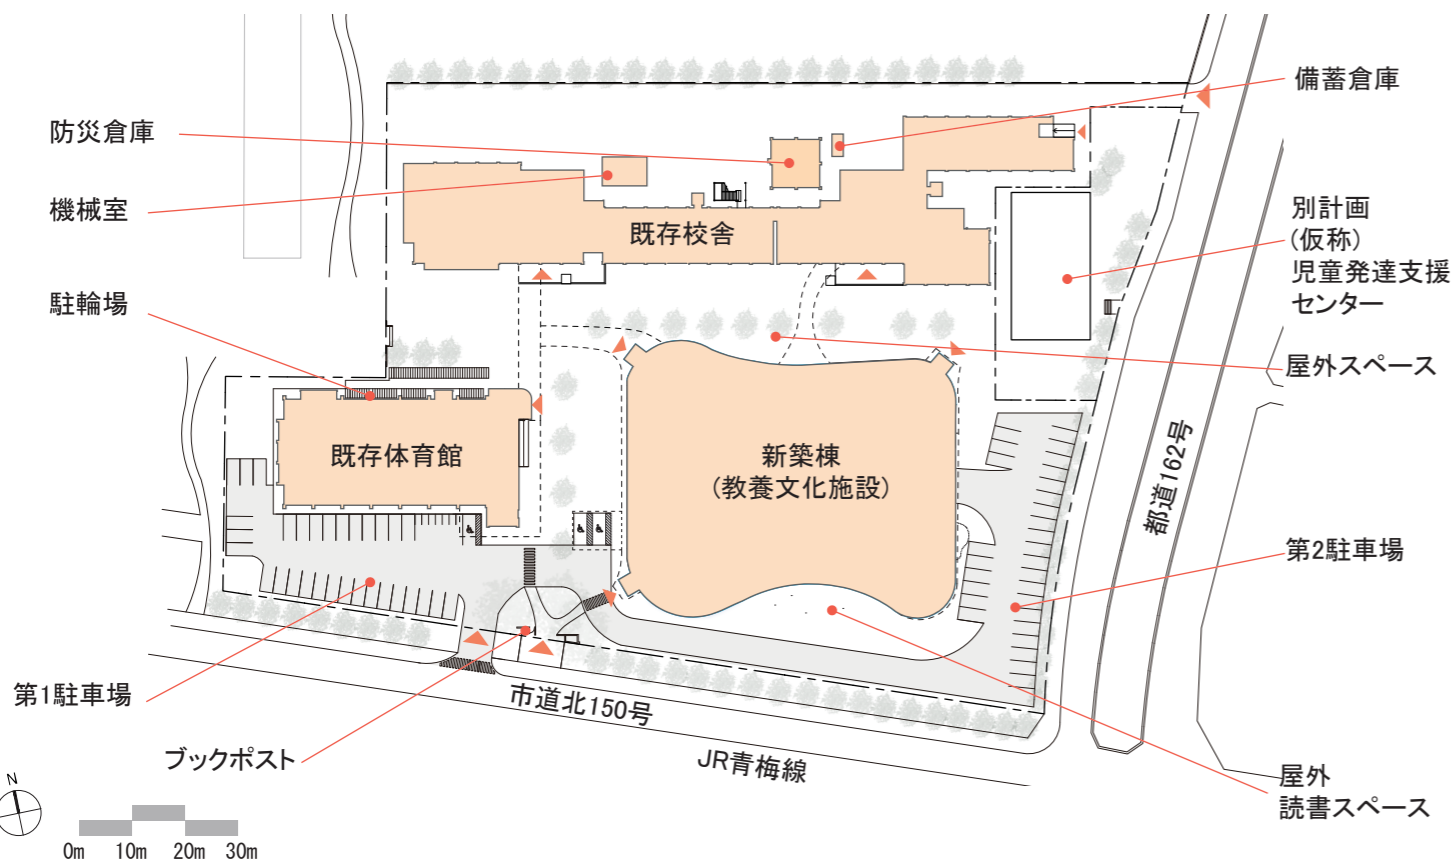 備蓄倉庫
防災倉庫
機械室
別計画
(仮称)
児童発達支援
センター
既存校舎
駐輪場
屋外スペース
既存体育館
新築棟
(教養文化施設)
都道162号
第2駐車場
第1駐車場
市道北150号
ブックポスト
JR青梅線
屋外
読書スペース
N
0m 10m 20m 30m